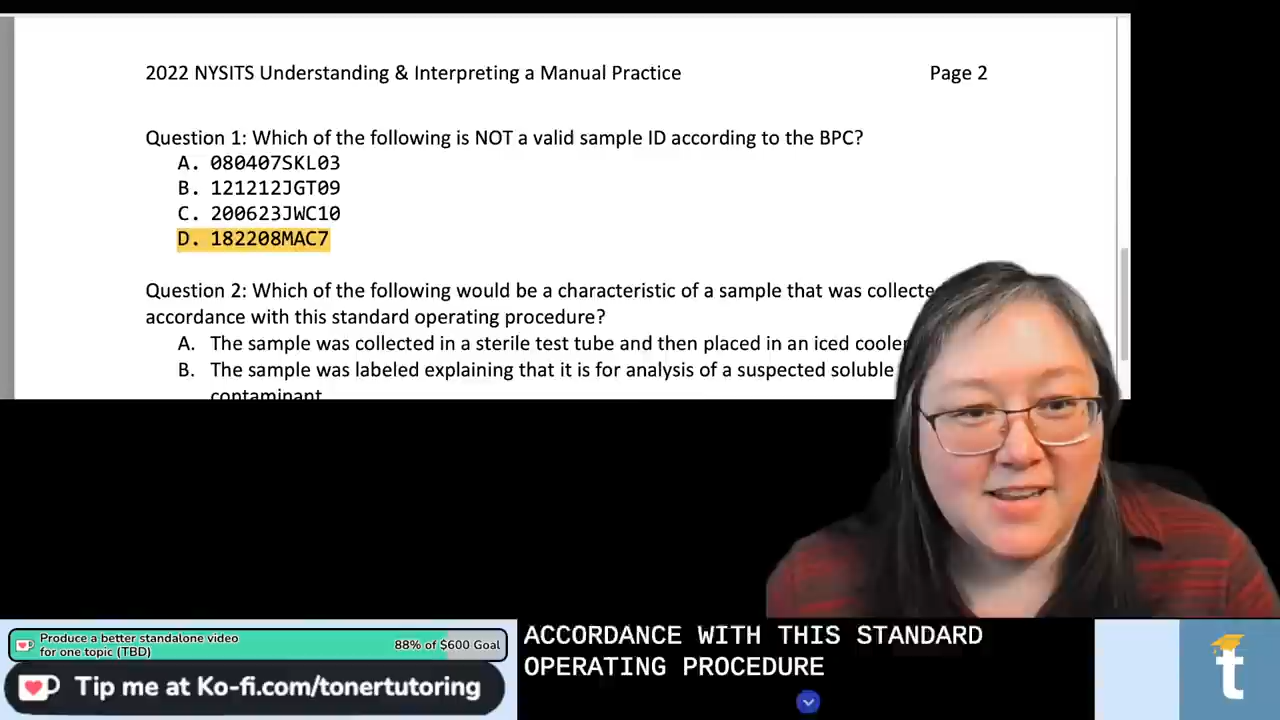 2022 NYSITS Understanding & Interpreting a Manual Practice Page 2
Question 1: Which of the following is NOT a valid sample ID according to the BPC?
A. 080407SKL03
B. 121212JGT09
C. 200623JWC10
D. 182208MAC7
Question 2: Which of the following would be a characteristic of a sample that was
accordance with this standard operating procedure?
A. The sample was collected in a sterile test tube and then placed in an iced
B. The sample was labeled explaining that it is for analysis of a suspected soluble
contaminant
Produce a better standalone video
for one topic (TBD)
88% of $600 Goal
Tip me at Ko-fi.com/tonertutoring
ACCORDANCE WITH THIS STANDARD
OPERATING PROCEDURE
t